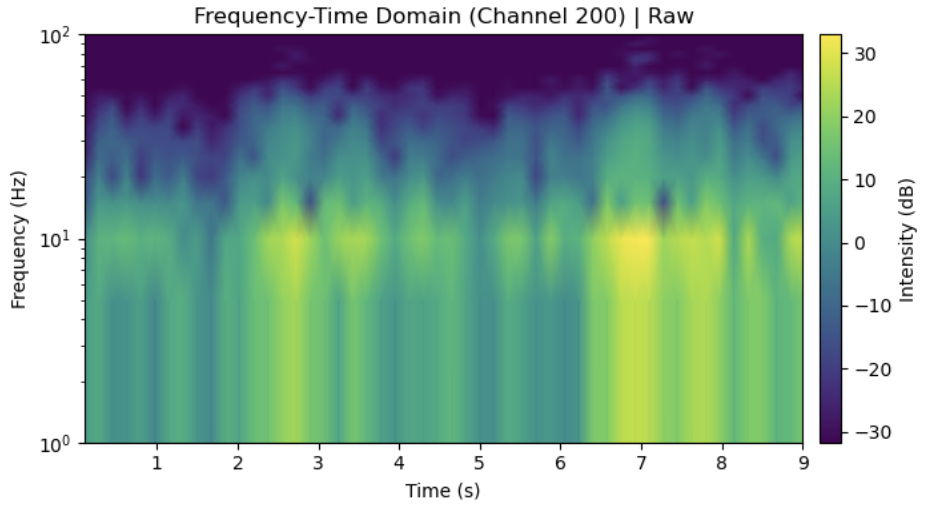 Frequency-Time Domain (Channel 200) | Raw
10²
10¹
10⁰
Frequency (Hz)
1 2 3 4 5 6 7 8 9
Time (s)
30
20
10
0
−10
−20
−30
Intensity (dB)